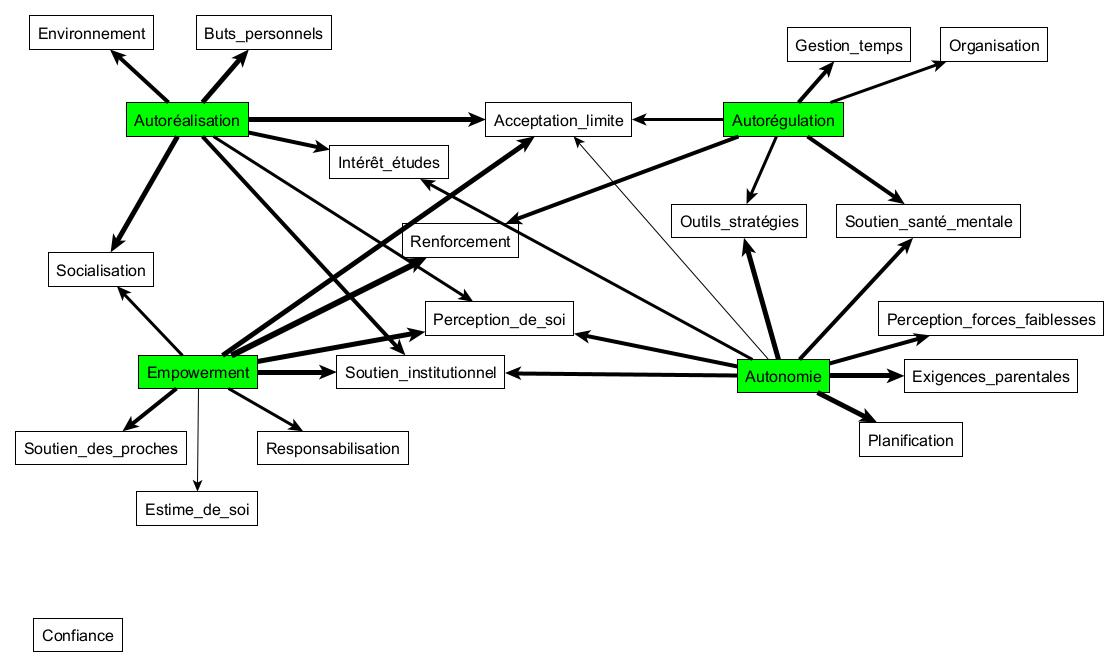 Environnement
Buts_personnels
Gestion_temps
Organisation
Autoréalisation
Acceptation_limite
Autorégulation
Intérêt_études
Outils_stratégies
Soutien_santé_mentale
Renforcement
Socialisation
Perception_de_soi
Perception_forces_faiblesses
Empowerment
Soutien_institutionnel
Autonomie
Exigences_parentales
Soutien_des_proches
Responsabilisation
Planification
Estime_de_soi
Confiance